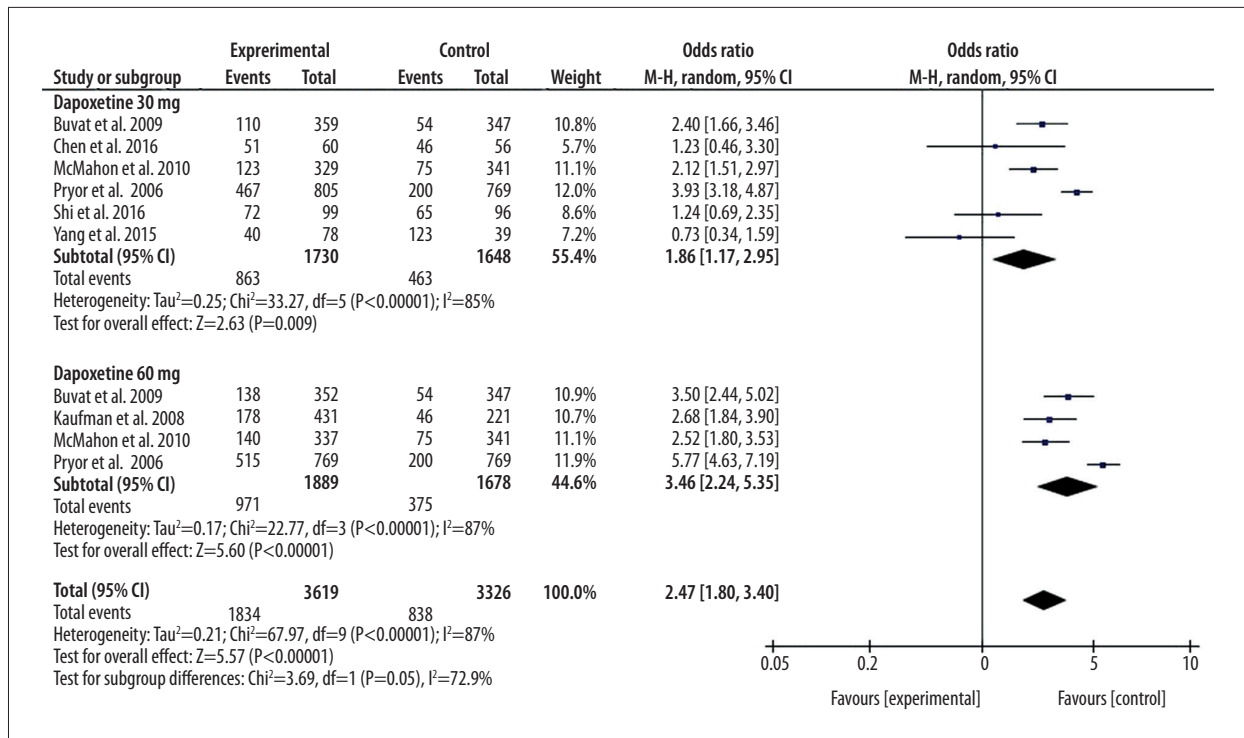 Expreimental Control Odds ratio Odds ratio
Study or subgroup Events Total Events Total Weight M-H, random, 95% CI M-H, random, 95% CI
Dapoxetine 30 mg
Buvat et al. 2009 110 359 54 347 10.8% 2.40 [1.66, 3.46]
Chen et al. 2016 51 60 46 56 5.7% 1.23 [0.46, 3.30]
McMahon et al. 2010 123 329 75 341 11.1% 2.12 [1.51, 2.97]
Pryor et al. 2006 467 805 200 769 12.0% 3.93 [3.18, 4.87]
Shi et al. 2016 72 99 65 96 8.6% 1.24 [0.69, 2.35]
Yang et al. 2015 40 78 123 39 7.2% 0.73 [0.34, 1.59]
Subtotal (95% CI) 1730 1648 55.4% 1.86 [1.17, 2.95]
Total events 863 463
Heterogeneity: Tau²=0.25; Chi²=33.27, df=5 (P<0.00001); I²=85%
Test for overall effect: Z=2.63 (P=0.009)
Dapoxetine 60 mg
Buvat et al. 2009 138 352 54 347 10.9% 3.50 [2.44, 5.02]
Kaufman et al. 2008 178 431 46 221 10.7% 2.68 [1.84, 3.90]
McMahon et al. 2010 140 337 75 341 11.1% 2.52 [1.80, 3.53]
Pryor et al. 2006 515 769 200 769 11.9% 5.77 [4.63, 7.19]
Subtotal (95% CI) 1889 1678 44.6% 3.46 [2.24, 5.35]
Total events 971 375
Heterogeneity: Tau²=0.17; Chi²=22.77, df=3 (P<0.00001); I²=87%
Test for overall effect: Z=5.60 (P<0.00001)
Total (95% CI) 3619 3326 100.0% 2.47 [1.80, 3.40]
Total events 1834 838
Heterogeneity: Tau²=0.21; Chi²=67.97, df=9 (P<0.00001); I²=87%
Test for overall effect: Z=5.57 (P<0.00001)
Test for subgroup differences: Chi²=3.69, df=1 (P=0.05), I²=72.9%
0.05 0.2 0 5 10
Favours [experimental] Favours [control]